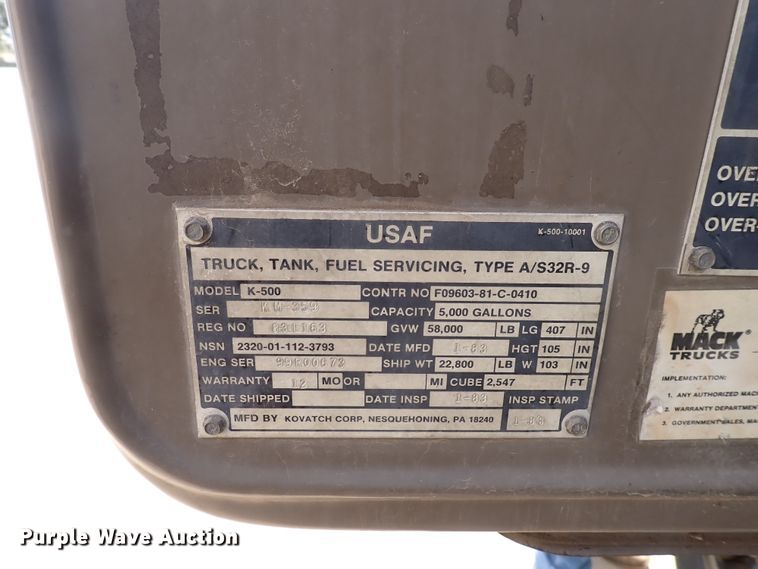 USAF
K-500-10001
TRUCK, TANK, FUEL SERVICING, TYPE A/S32R-9
MODEL K-500 CONTR NO F09603-81-C-0410
SER KM-359 CAPACITY 5,000 GALLONS
REG NO 83L163 GVW 58,000 LB LG 407 IN
NSN 2320-01-112-3793 DATE MFD 1-83 HGT 105 IN
ENG SER SHIP WT 22,800 LB W 103 IN
WARRANTY 12 MO OR MI CUBE 2,547 FT
DATE SHIPPED DATE INSP 1-83 INSP STAMP
MFD BY KOVATCH CORP, NESQUEHONING, PA 18240 1-83
OVE
OVER
OVER-
MACK
TRUCKS
IMPLEMENTATION:
1. ANY AUTHORIZED MAC
2. WARRANTY DEPARTMENT
3. GOVERNMENT SALES, MA
Purple Wave Auction